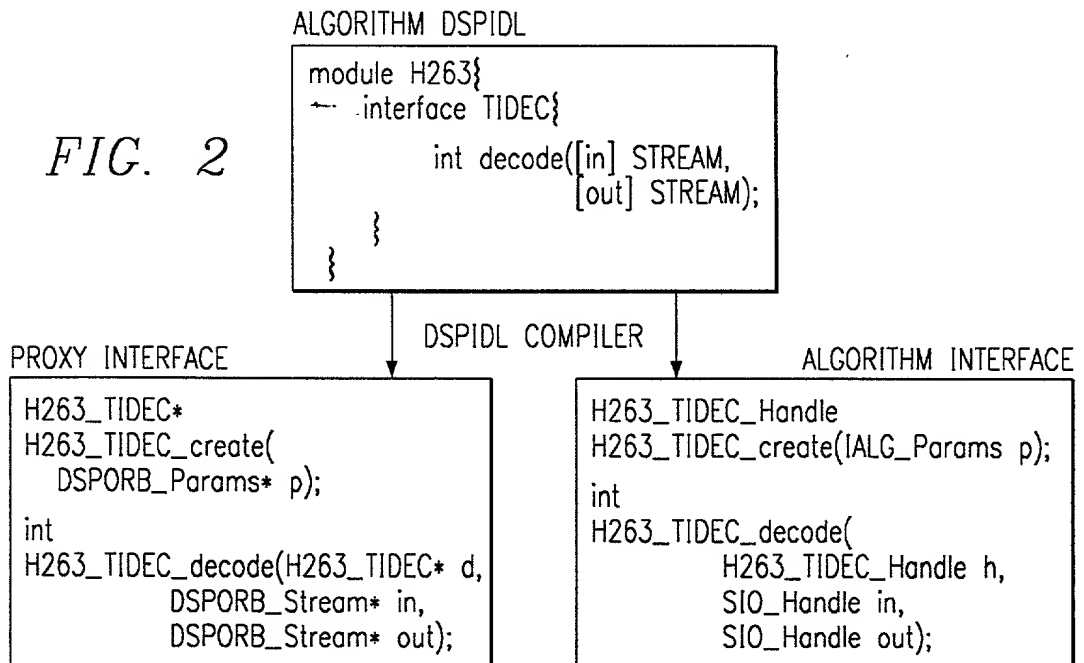 ALGORITHM DSPIDL
module H263{
interface TIDEC{
int decode([in] STREAM,
[out] STREAM);
}
}
FIG. 2
DSPIDL COMPILER
PROXY INTERFACE
H263_TIDEC*
H263_TIDEC_create(
DSPORB_Params* p);
int
H263_TIDEC_decode(H263_TIDEC* d,
DSPORB_Stream* in,
DSPORB_Stream* out);
ALGORITHM INTERFACE
H263_TIDEC_Handle
H263_TIDEC_create(IALG_Params p);
int
H263_TIDEC_decode(
H263_TIDEC_Handle h,
SIO_Handle in,
SIO_Handle out);